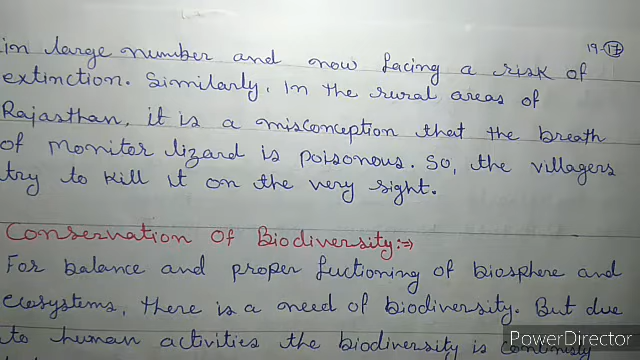 19-17
in large number and now facing a risk of
extinction. Similarly, In the rural areas of
Rajasthan, it is a misconception that the breath
of monitor lizard is poisonous. So, the villagers
try to kill it on the very sight.
Conservation Of Biodiversity:→
For balance and proper fuctioning of biosphere and
ecosystems, there is a need of biodiversity. But due
to human activities the biodiversity is
PowerDirector